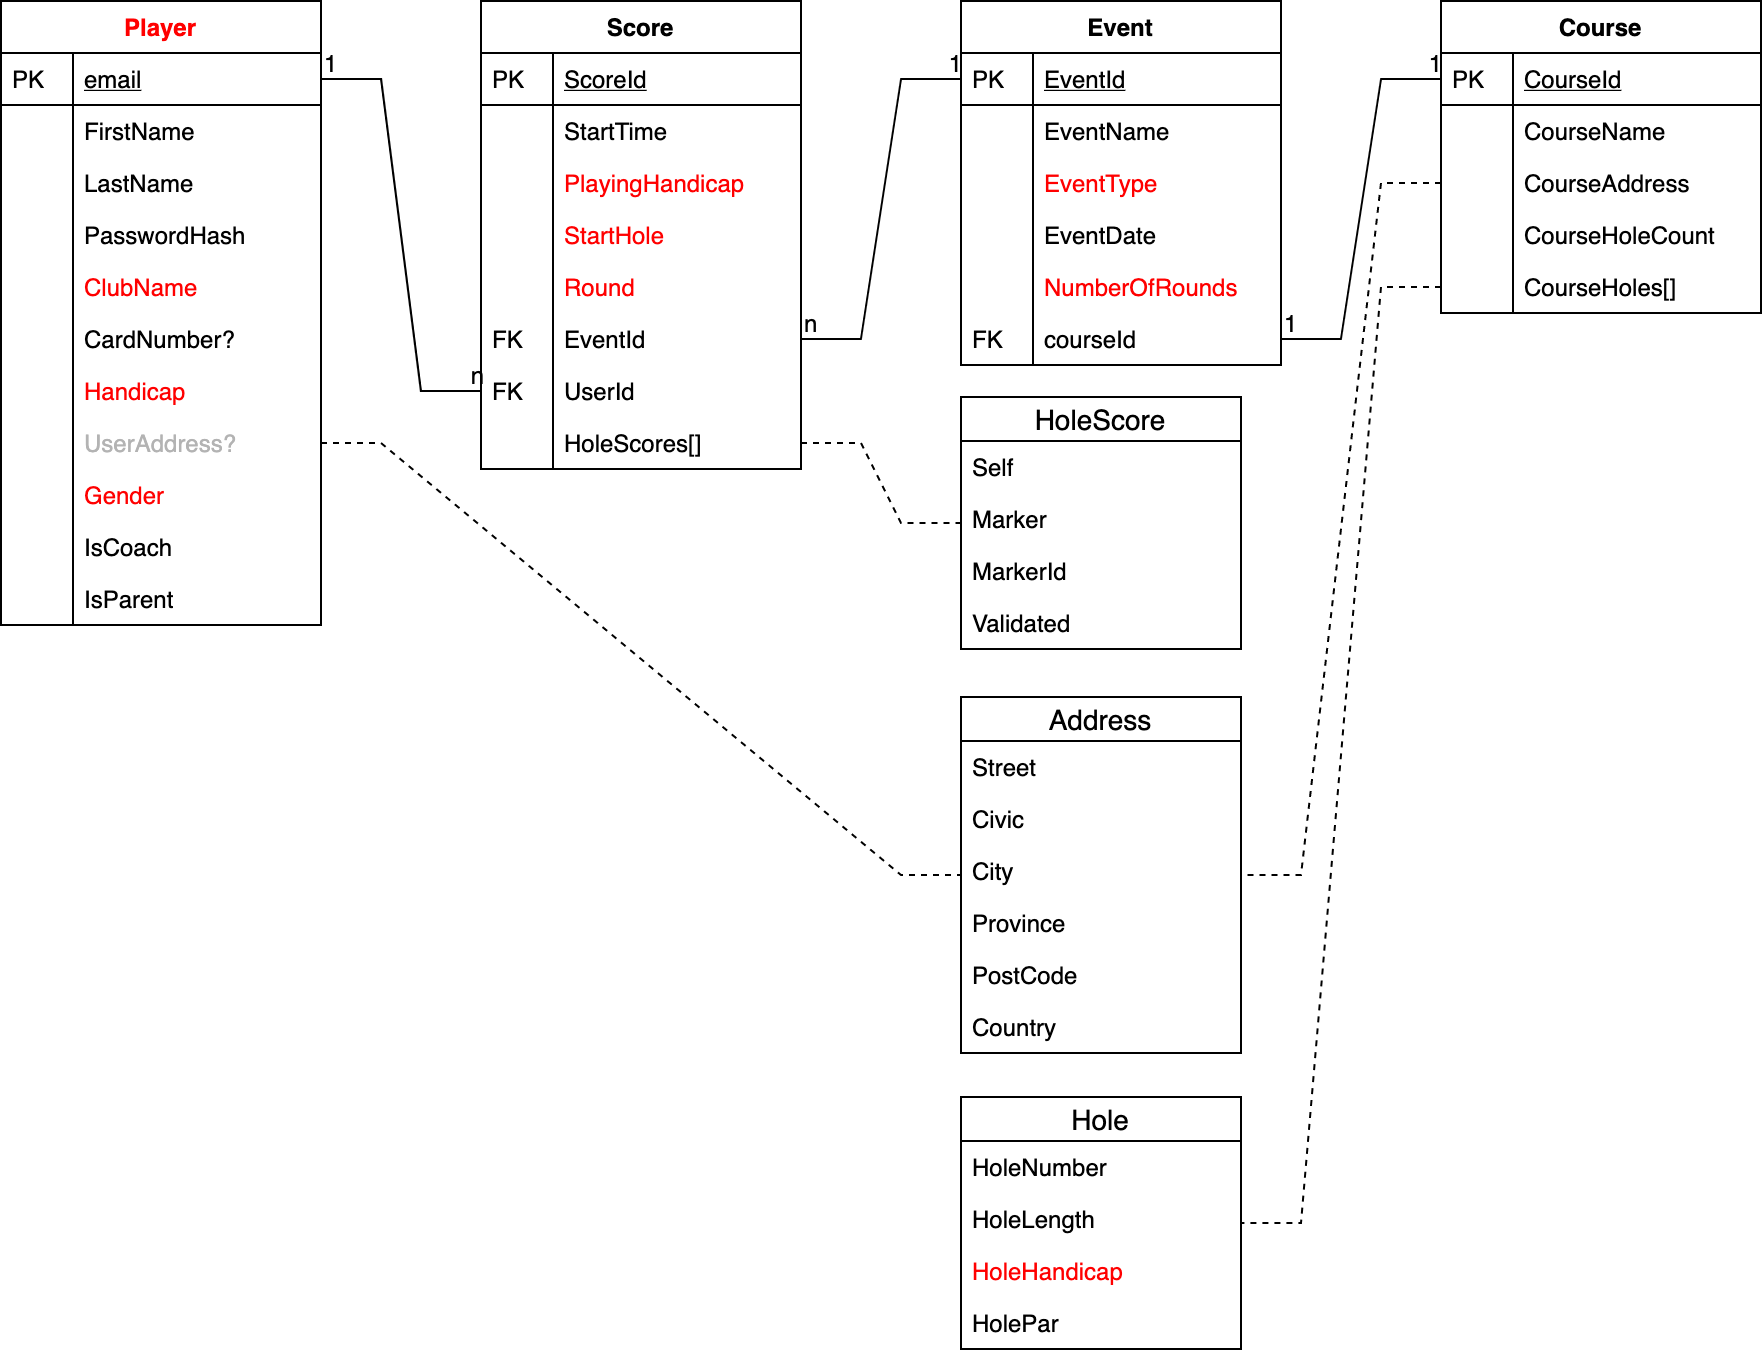 Player
PK email
FirstName
LastName
PasswordHash
ClubName
CardNumber?
Handicap
UserAddress?
Gender
IsCoach
IsParent
1
n
Score
PK ScoreId
StartTime
PlayingHandicap
StartHole
Round
FK EventId
FK UserId
HoleScores[]
n
1
Event
PK EventId
EventName
EventType
EventDate
NumberOfRounds
FK courseId
1
1
Course
PK CourseId
CourseName
CourseAddress
CourseHoleCount
CourseHoles[]
HoleScore
Self
Marker
MarkerId
Validated
Address
Street
Civic
City
Province
PostCode
Country
Hole
HoleNumber
HoleLength
HoleHandicap
HolePar